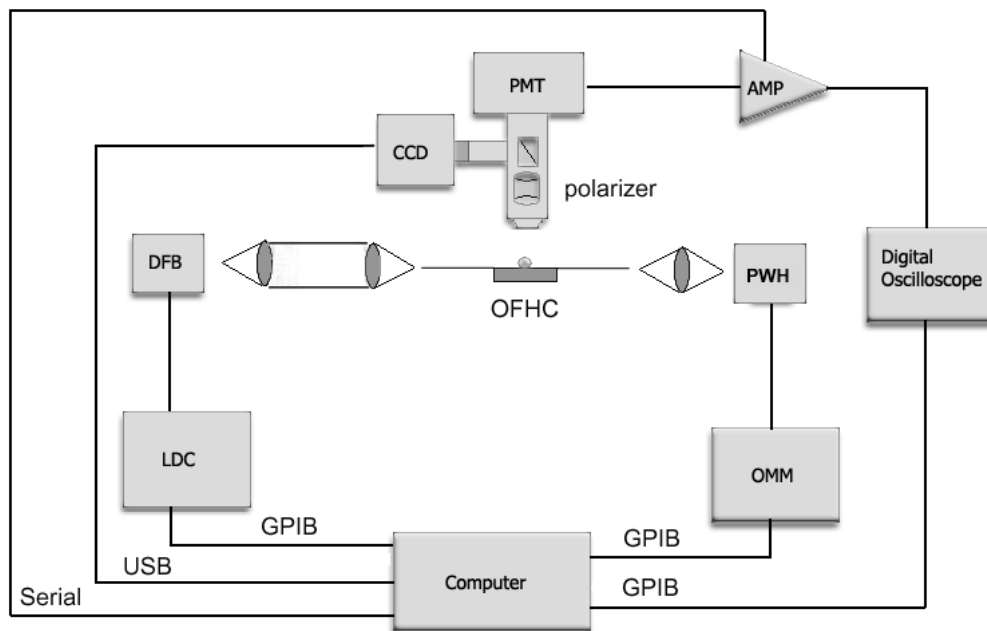 PMT
AMP
CCD
polarizer
DFB
PWH
Digital
Oscilloscope
OFHC
LDC
OMM
GPIB
GPIB
USB
Computer
GPIB
Serial